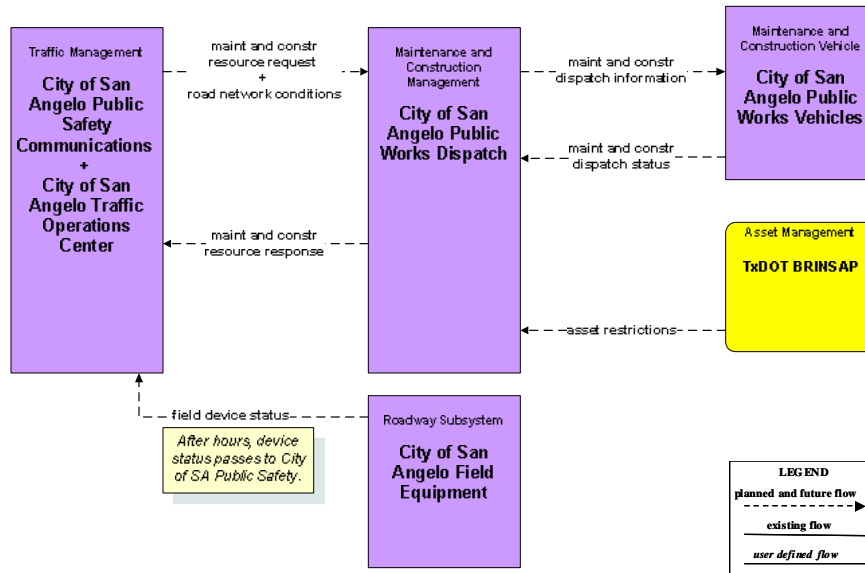 Traffic Management
City of San
Angelo Public
Safety
Communications
+
City of San
Angelo Traffic
Operations
Center
maint and constr
resource request
+
road network conditions
maint and constr
resource response
Maintenance and
Construction
Management
City of San
Angelo Public
Works Dispatch
maint and constr
dispatch information
maint and constr
dispatch status
Maintenance and
Construction Vehicle
City of San
Angelo Public
Works Vehicles
Asset Management
TxDOT BRINSAP
asset restrictions
field device status
After hours, device
status passes to City
of SA Public Safety.
Roadway Subsystem
City of San
Angelo Field
Equipment
LEGEND
planned and future flow
existing flow
user defined flow